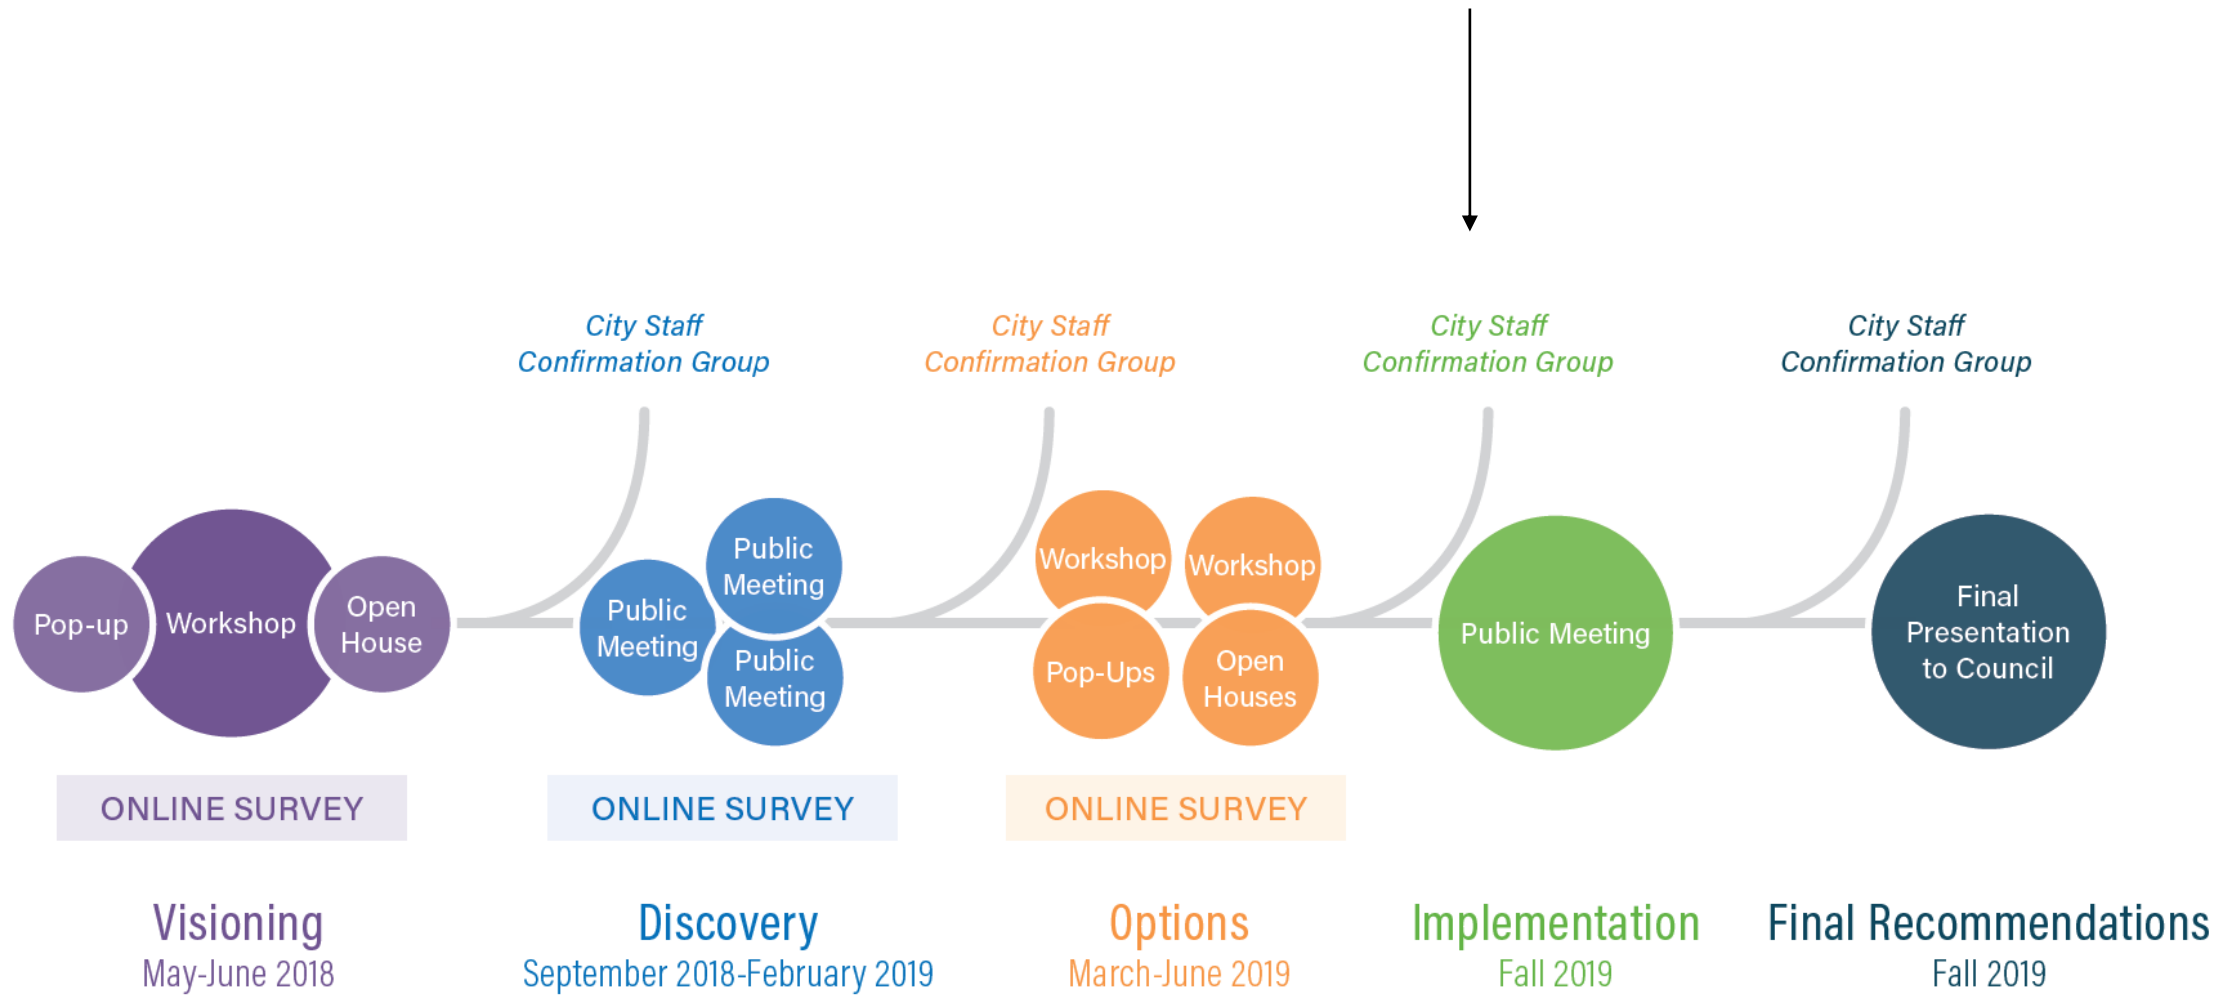 City Staff
Confirmation Group
City Staff
Confirmation Group
City Staff
Confirmation Group
City Staff
Confirmation Group
Pop-up
Workshop
Open
House
Public
Meeting
Public
Meeting
Public
Meeting
Workshop
Workshop
Pop-Ups
Open
Houses
Public Meeting
Final
Presentation
to Council
ONLINE SURVEY
ONLINE SURVEY
ONLINE SURVEY
Visioning
May-June 2018
Discovery
September 2018-February 2019
Options
March-June 2019
Implementation
Fall 2019
Final Recommendations
Fall 2019